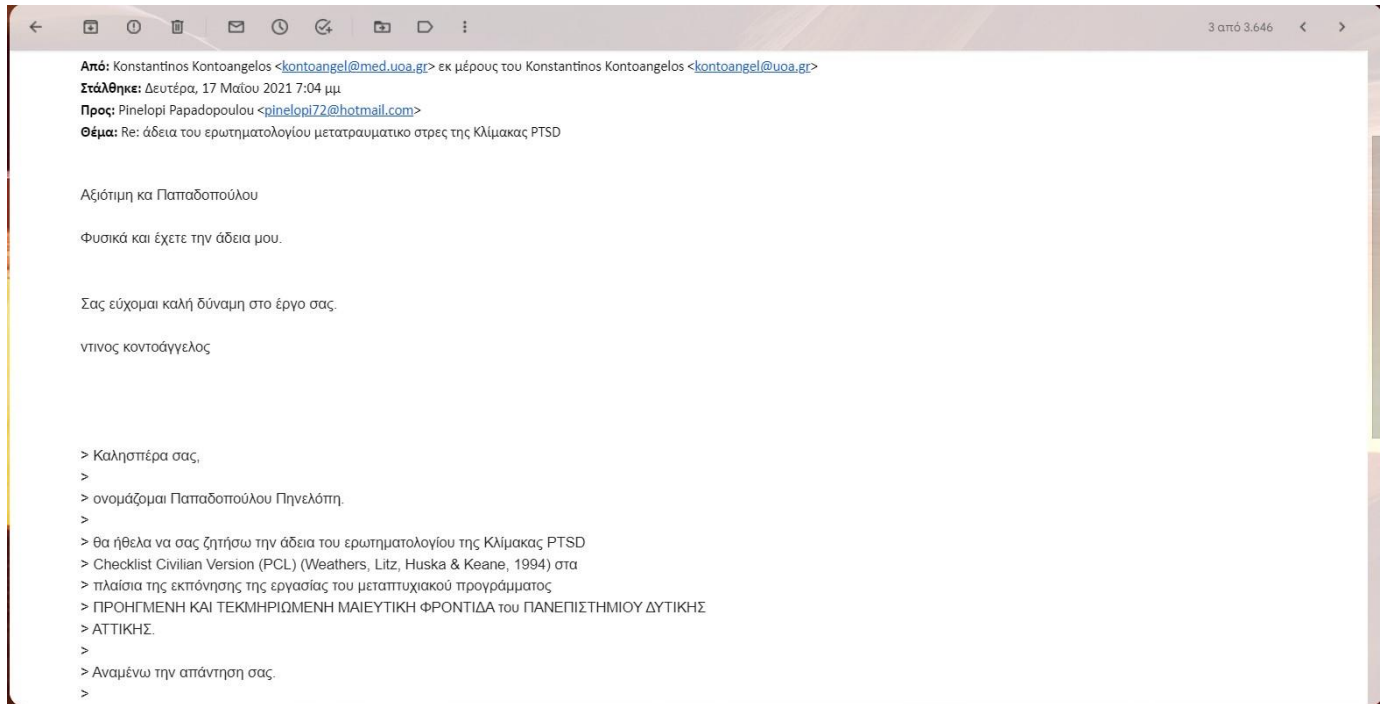 3 από 3.646
Από: Konstantinos Kontoangelos <kontoangel@med.uoa.gr> εκ μέρους του Konstantinos Kontoangelos <kontoangel@uoa.gr>
Στάλθηκε: Δευτέρα, 17 Μαΐου 2021 7:04 μμ
Προς: Pinelopi Papadopoulou <pinelopi72@hotmail.com>
Θέμα: Re: άδεια του ερωτηματολογίου μετατραυματικο στρες της Κλίμακας PTSD
Αξιότιμη κα Παπαδοπούλου
Φυσικά και έχετε την άδεια μου.
Σας εύχομαι καλή δύναμη στο έργο σας.
ντινος κοντοάγγελος
> Καλησπέρα σας,
>
> ονομάζομαι Παπαδοπούλου Πηνελόπη.
>
> θα ήθελα να σας ζητήσω την άδεια του ερωτηματολογίου της Κλίμακας PTSD
> Checklist Civilian Version (PCL) (Weathers, Litz, Huska & Keane, 1994) στα
> πλαίσια της εκπόνησης της εργασίας του μεταπτυχιακού προγράμματος
> ΠΡΟΗΓΜΕΝΗ ΚΑΙ ΤΕΚΜΗΡΙΩΜΕΝΗ ΜΑΙΕΥΤΙΚΗ ΦΡΟΝΤΙΔΑ του ΠΑΝΕΠΙΣΤΗΜΙΟΥ ΔΥΤΙΚΗΣ
> ΑΤΤΙΚΗΣ.
>
> Αναμένω την απάντηση σας.
>